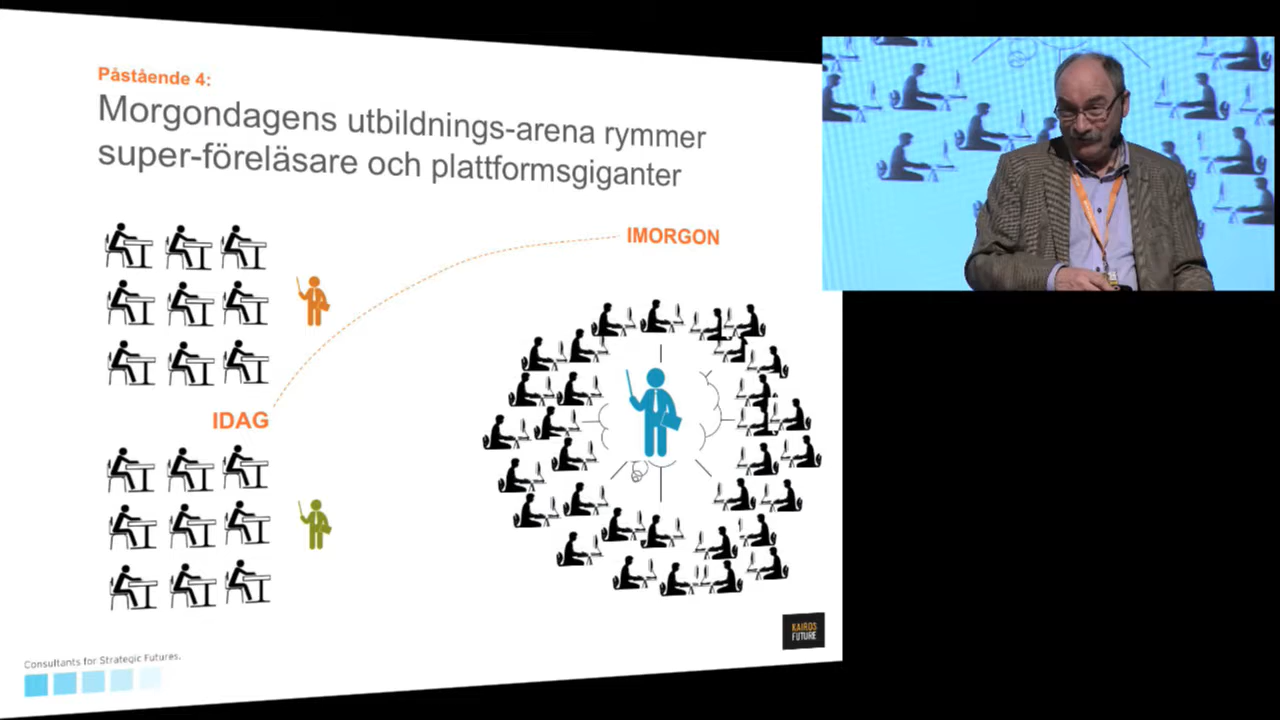 Påstående 4:
Morgondagens utbildnings-arena rymmer
super-föreläsare och plattformsgiganter
IMORGON
IDAG
KAIROS
FUTURE
Consultants for Strategic Futures.